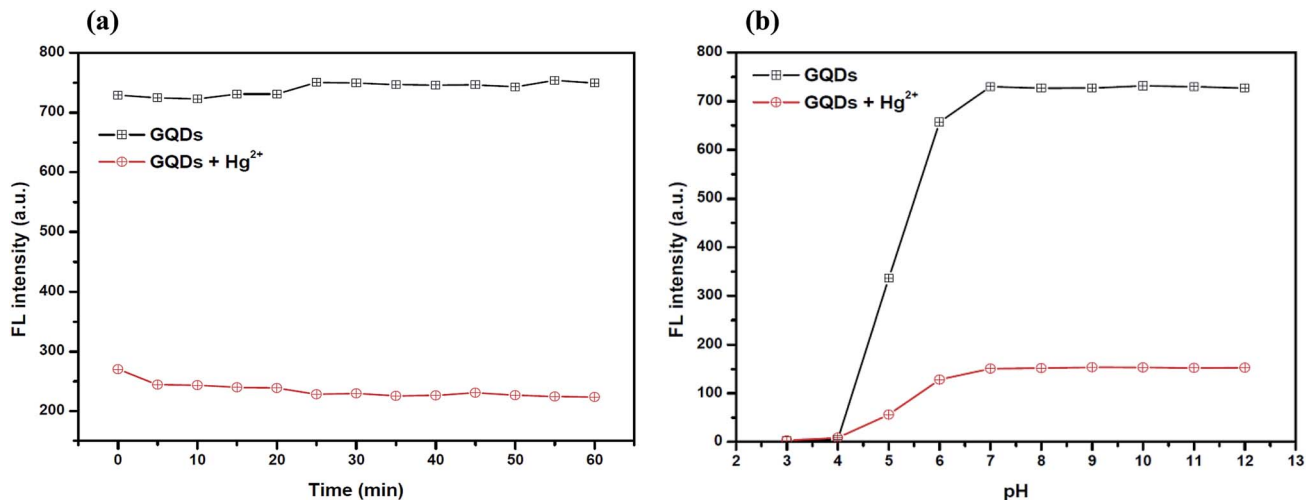 (a)
800
700
600
500
400
300
200
FL intensity (a.u.)
GQDs
GQDs + Hg²⁺
0 10 20 30 40 50 60
Time (min)
(b)
800
700
600
500
400
300
200
100
0
FL intensity (a.u.)
GQDs
GQDs + Hg²⁺
2 3 4 5 6 7 8 9 10 11 12 13
pH